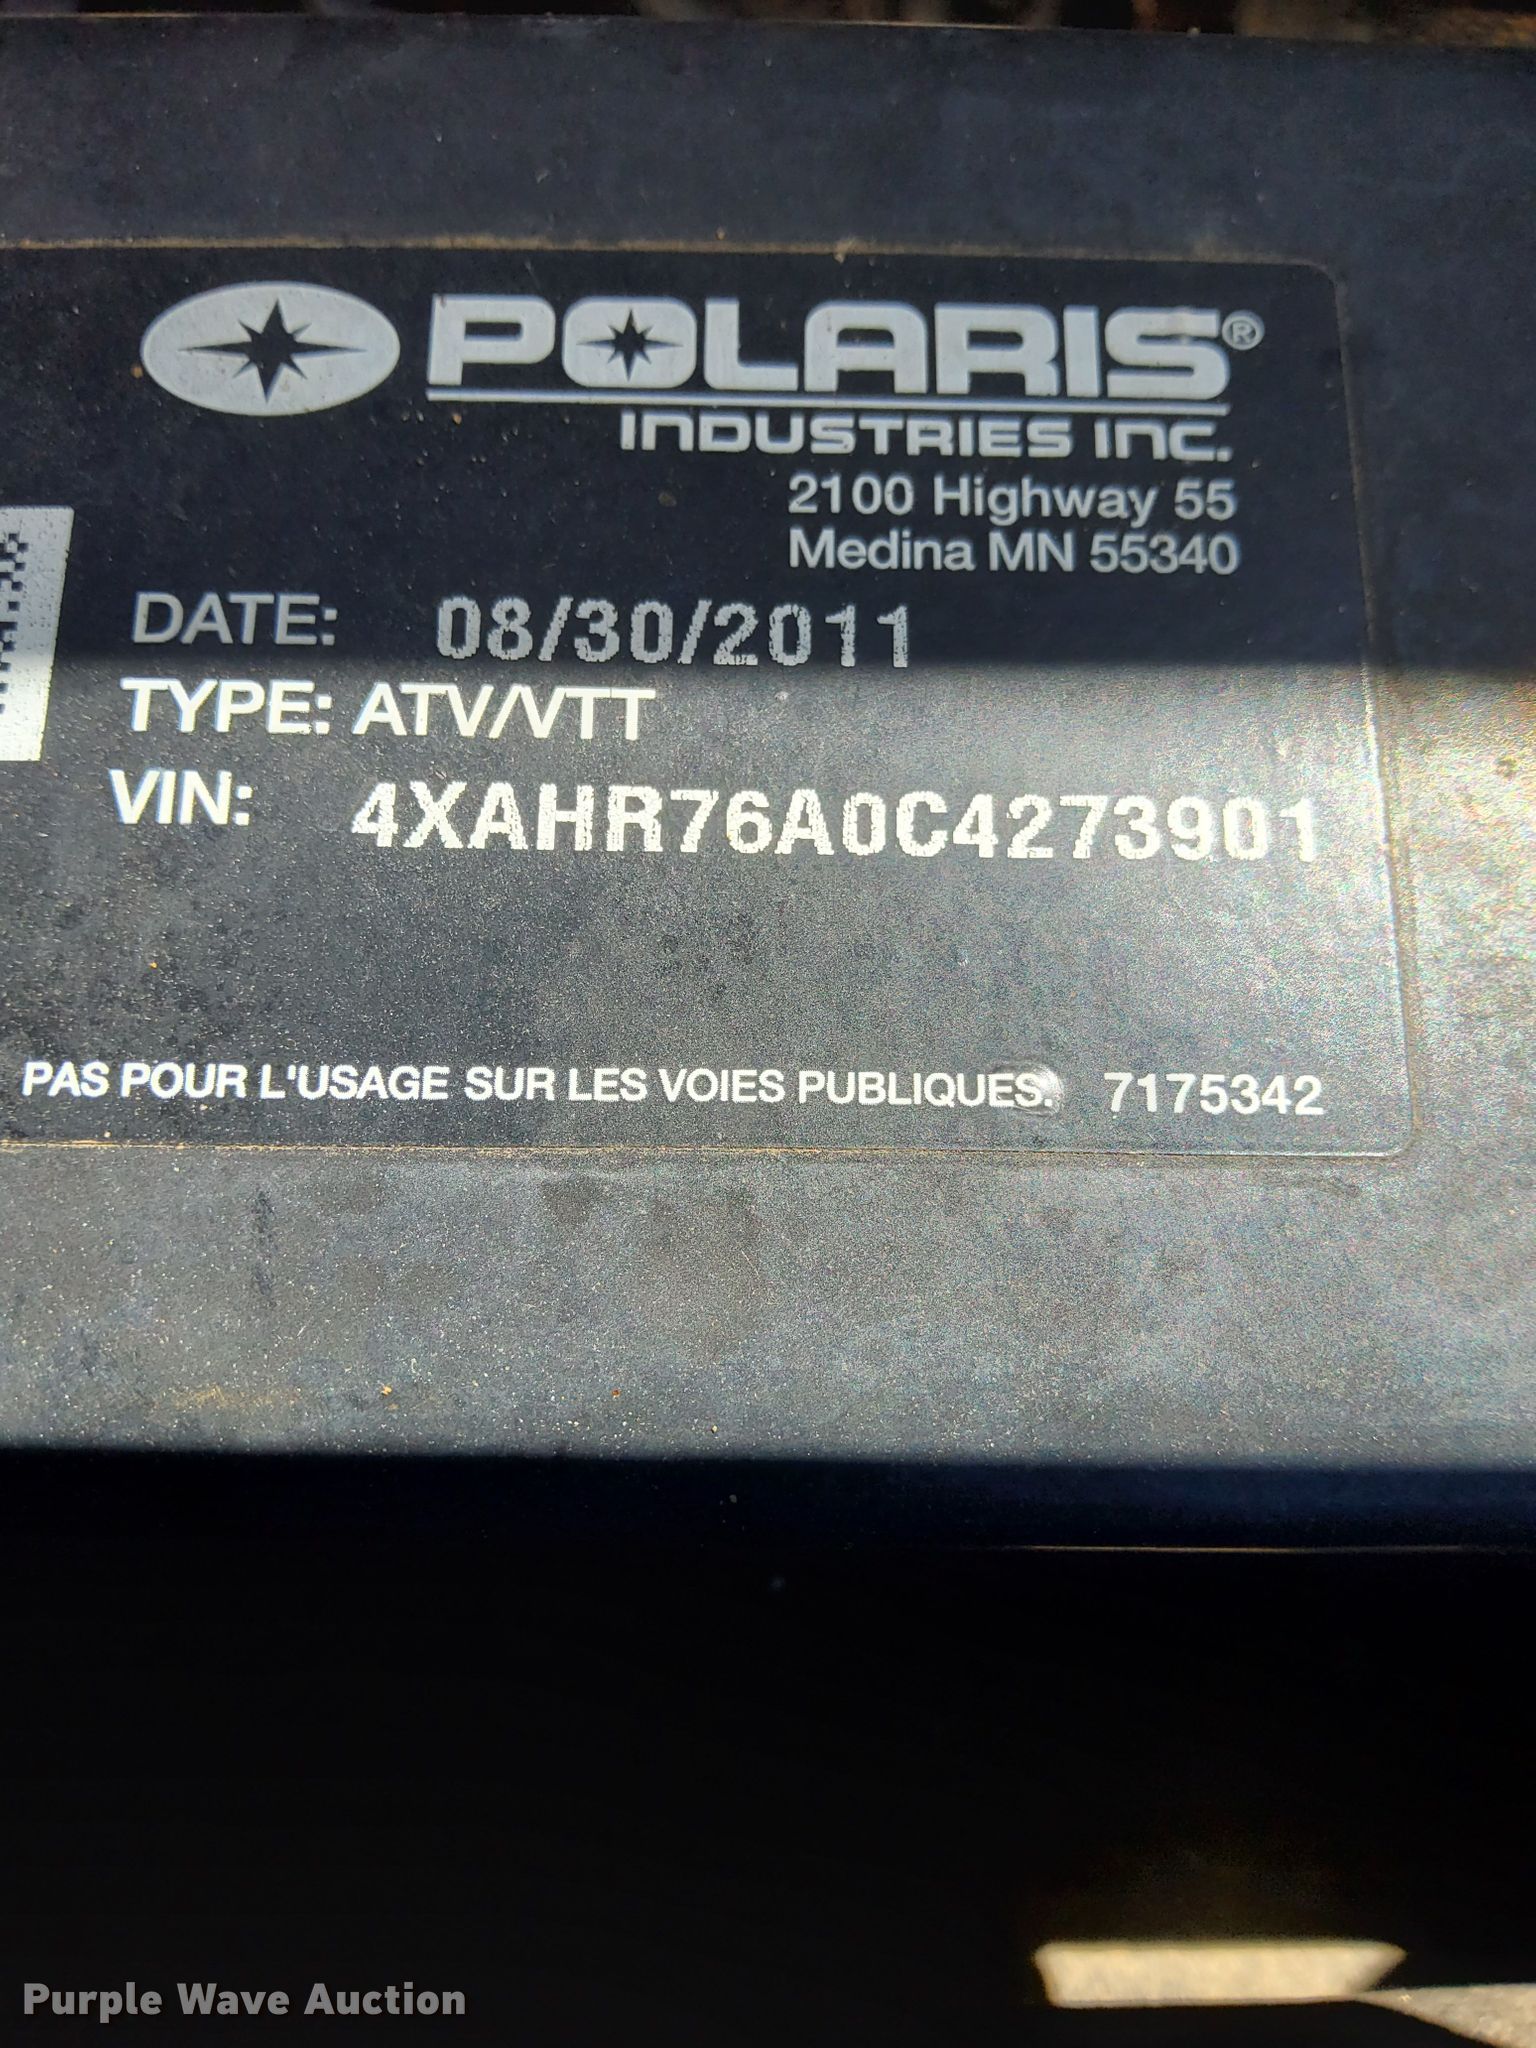 POLARIS®
INDUSTRIES INC.
2100 Highway 55
Medina MN 55340
DATE: 08/30/2011
TYPE: ATV/VTT
VIN: 4XAHR76A0C4273901
PAS POUR L'USAGE SUR LES VOIES PUBLIQUES. 7175342
Purple Wave Auction